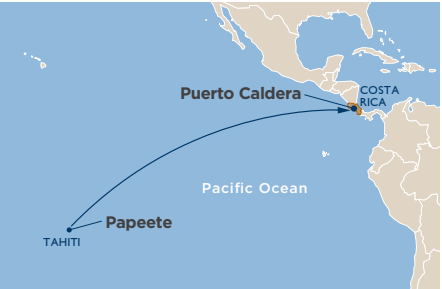 Puerto Caldera
COSTA
RICA
Pacific Ocean
Papeete
TAHITI